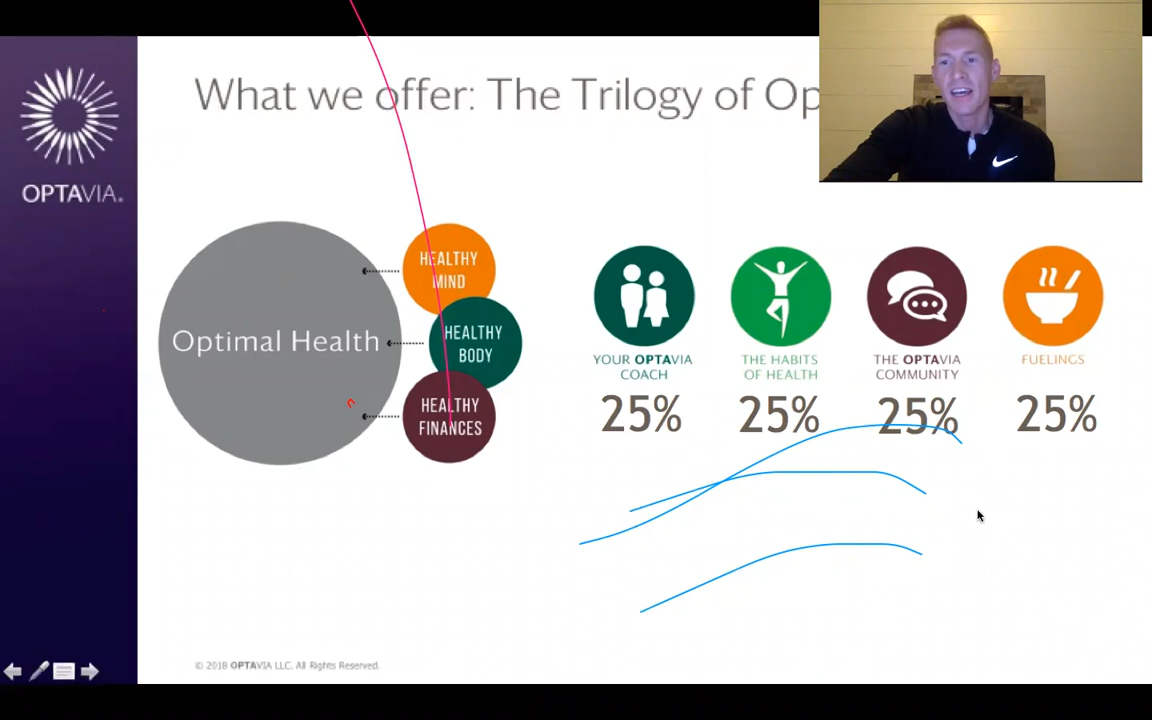 What we offer: The Trilogy of Op
OPTAVIA.
HEALTHY
MIND
Optimal Health
HEALTHY
BODY
HEALTHY
FINANCES
YOUR OPTAVIA
COACH
25%
THE HABITS
OF HEALTH
25%
THE OPTAVIA
COMMUNITY
25%
FUELINGS
25%
© 2018 OPTAVIA LLC. All Rights Reserved.